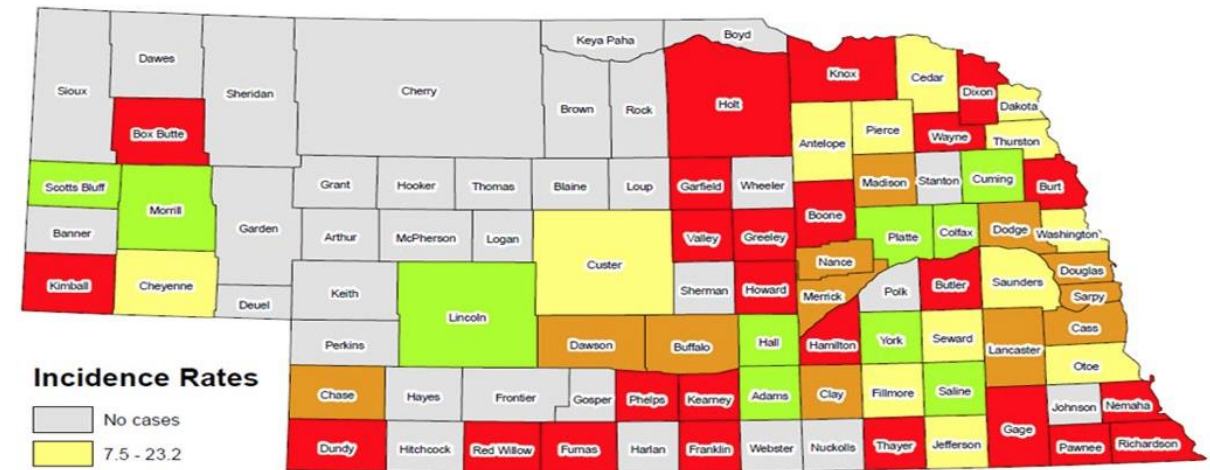 Keya Paha
Boyd
Dawes
Sioux
Sheridan
Cherry
Brown
Rock
Holt
Knox
Cedar
Dixon
Dakota
Box Butte
Antelope
Pierce
Wayne
Thurston
Scotts Bluff
Morrill
Grant
Hooker
Thomas
Blaine
Loup
Garfield
Wheeler
Madison
Stanton
Cuming
Burt
Banner
Garden
Arthur
McPherson
Logan
Custer
Valley
Greeley
Boone
Platte
Colfax
Dodge
Washington
Kimball
Cheyenne
Deuel
Keith
Lincoln
Sherman
Howard
Nance
Merrick
Polk
Butler
Saunders
Douglas
Sarpy
Perkins
Dawson
Buffalo
Hall
Hamilton
York
Seward
Lancaster
Cass
Otoe
Chase
Hayes
Frontier
Gosper
Phelps
Kearney
Adams
Clay
Fillmore
Saline
Gage
Johnson
Nemaha
Dundy
Hitchcock
Red Willow
Furnas
Harlan
Franklin
Webster
Nuckolls
Thayer
Jefferson
Pawnee
Richardson
Incidence Rates
No cases
7.5 - 23.2